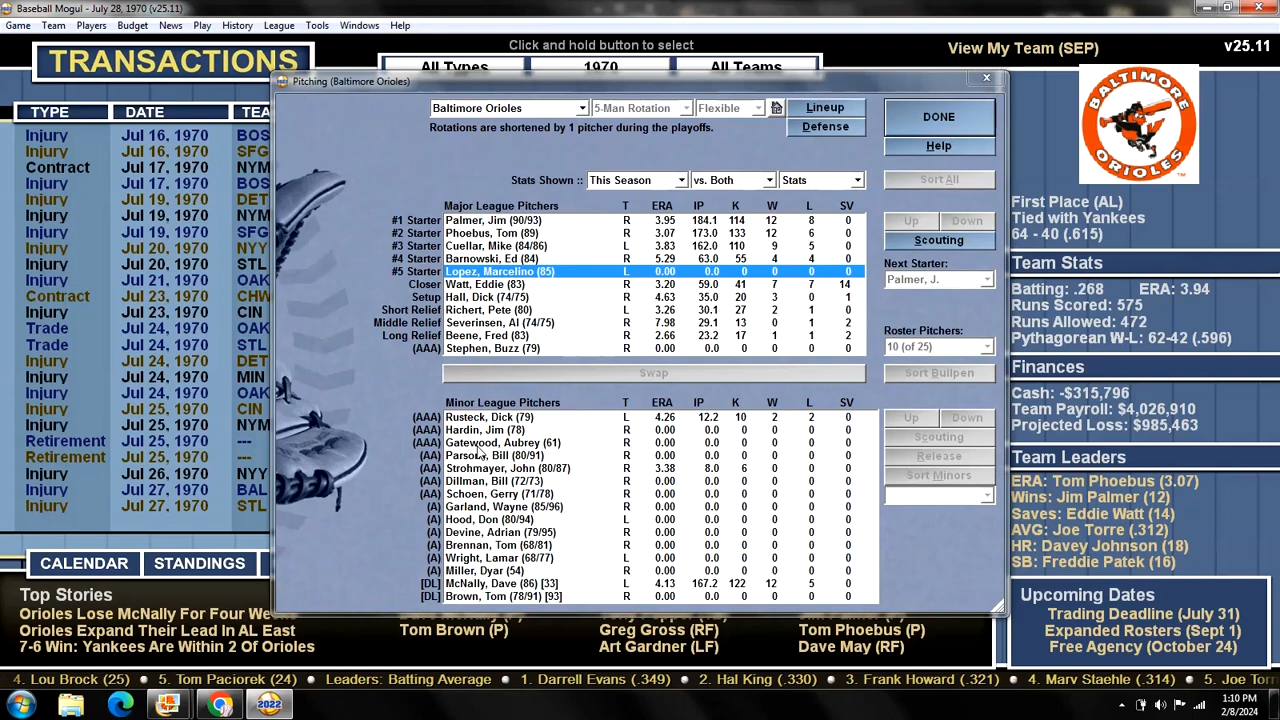 Baseball Mogul - July 28, 1970 (v25.11)
Game Team Players Budget News Play History League Tools Windows Help
TRANSACTIONS
Click and hold button to select
View My Team (SEP)
v25.11
All Types 1970 All Teams
TYPE DATE TEA
Injury Jul 16, 1970 BOS
Injury Jul 16, 1970 SFG
Contract Jul 17, 1970 NYM
Injury Jul 17, 1970 BOS
Injury Jul 19, 1970 DET
Injury Jul 19, 1970 NYM
Injury Jul 19, 1970 SFG
Injury Jul 20, 1970 NYY
Injury Jul 20, 1970 STL
Injury Jul 21, 1970 OAK
Contract Jul 23, 1970 CHW
Injury Jul 23, 1970 CIN
Trade Jul 24, 1970 OAK
Trade Jul 24, 1970 STL
Injury Jul 24, 1970 DET
Injury Jul 24, 1970 MIN
Injury Jul 24, 1970 OAK
Injury Jul 25, 1970 CIN
Injury Jul 25, 1970 NYM
Retirement Jul 25, 1970 ---
Retirement Jul 25, 1970 ---
Injury Jul 26, 1970 NYY
Injury Jul 27, 1970 BAL
Injury Jul 27, 1970 STL
CALENDAR STANDINGS
Pitching (Baltimore Orioles)
Baltimore Orioles 5-Man Rotation Flexible Lineup
Rotations are shortened by 1 pitcher during the playoffs. Defense
DONE
Help
Stats Shown :: This Season vs. Both Stats
Sort All
Major League Pitchers T ERA IP K W L SV
#1 Starter Palmer, Jim (90/93) R 3.95 184.1 114 12 8 0
#2 Starter Phoebus, Tom (89) R 3.07 173.0 133 12 6 0
#3 Starter Cuellar, Mike (84/86) L 3.83 162.0 110 9 5 0
#4 Starter Barnowski, Ed (84) R 5.29 63.0 55 4 4 0
#5 Starter Lopez, Marcelino (85) L 0.00 0.0 0 0 0 0
Closer Watt, Eddie (83) R 3.20 59.0 41 7 7 14
Setup Hall, Dick (74/75) R 4.63 35.0 20 3 0 1
Short Relief Richert, Pete (80) L 3.26 30.1 27 2 1 0
Middle Relief Severinsen, Al (74/75) R 7.98 29.1 13 0 1 2
Long Relief Beene, Fred (83) R 2.66 23.2 17 1 1 2
(AAA) Stephen, Buzz (79) R 0.00 0.0 0 0 0 0
Up Down
Scouting
Next Starter:
Palmer, J.
Roster Pitchers:
10 (of 25)
Swap
Sort Bullpen
Minor League Pitchers T ERA IP K W L SV
(AAA) Rusteck, Dick (79) L 4.26 12.2 10 2 2 0
(AAA) Hardin, Jim (78) R 0.00 0.0 0 0 0 0
(AAA) Gatewood, Aubrey (61) R 0.00 0.0 0 0 0 0
(AA) Parsons, Bill (80/91) R 0.00 0.0 0 0 0 0
(AA) Strohmayer, John (80/87) R 3.38 8.0 6 0 0 0
(AA) Dillman, Bill (72/73) R 0.00 0.0 0 0 0 0
(AA) Schoen, Gerry (71/78) R 0.00 0.0 0 0 0 0
(A) Garland, Wayne (85/96) R 0.00 0.0 0 0 0 0
(A) Hood, Don (80/94) L 0.00 0.0 0 0 0 0
(A) Devine, Adrian (79/95) R 0.00 0.0 0 0 0 0
(A) Brennan, Tom (68/81) R 0.00 0.0 0 0 0 0
(A) Wright, Lamar (68/77) L 0.00 0.0 0 0 0 0
(A) Miller, Dyar (54) R 0.00 0.0 0 0 0 0
[DL] McNally, Dave (86) [33] L 4.13 167.2 122 12 5 0
[DL] Brown, Tom (78/91) [93] R 0.00 0.0 0 0 0 0
Up Down
Scouting
Release
Sort Minors
BALTIMORE
ORIOLES
First Place (AL)
Tied with Yankees
64 - 40 (.615)
Team Stats
Batting: .268 ERA: 3.94
Runs Scored: 575
Runs Allowed: 472
Pythagorean W-L: 62-42 (.596)
Finances
Cash: -$315,796
Team Payroll: $4,026,910
Projected Loss: $985,463
Team Leaders
ERA: Tom Phoebus (3.07)
Wins: Jim Palmer (12)
Saves: Eddie Watt (14)
AVG: Joe Torre (.312)
HR: Davey Johnson (18)
SB: Freddie Patek (16)
Upcoming Dates
Trading Deadline (July 31)
Expanded Rosters (Sept 1)
Free Agency (October 24)
Top Stories
Orioles Lose McNally For Four We
Orioles Expand Their Lead In AL East
7-6 Win: Yankees Are Within 2 Of Orioles
Tom Brown (P)
Greg Gross (RF)
Art Gardner (LF)
Tom Phoebus (P)
Dave May (RF)
4. Lou Brock (25) 5. Tom Paciorek (24) Leaders: Batting Average 1. Darrell Evans (.349) 2. Hal King (.330) 3. Frank Howard (.321) 4. Marv Staehle (.314) 5. Joe Tor
2022
1:10 PM
2/8/2024